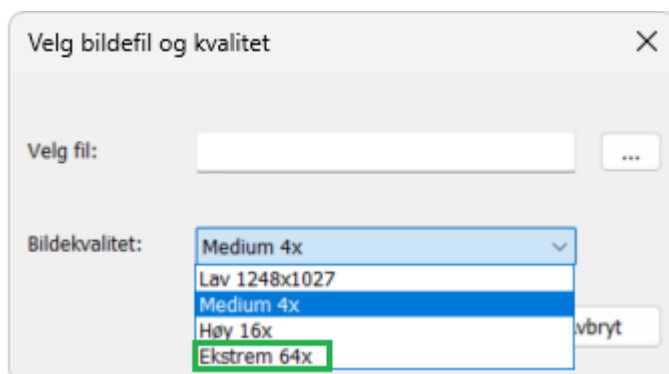 Velg bildefil og kvalitet
Velg fil:
...
Bildekvalitet:
Medium 4x
Lav 1248x1027
Medium 4x
Høy 16x
vbryt
Ekstrem 64x